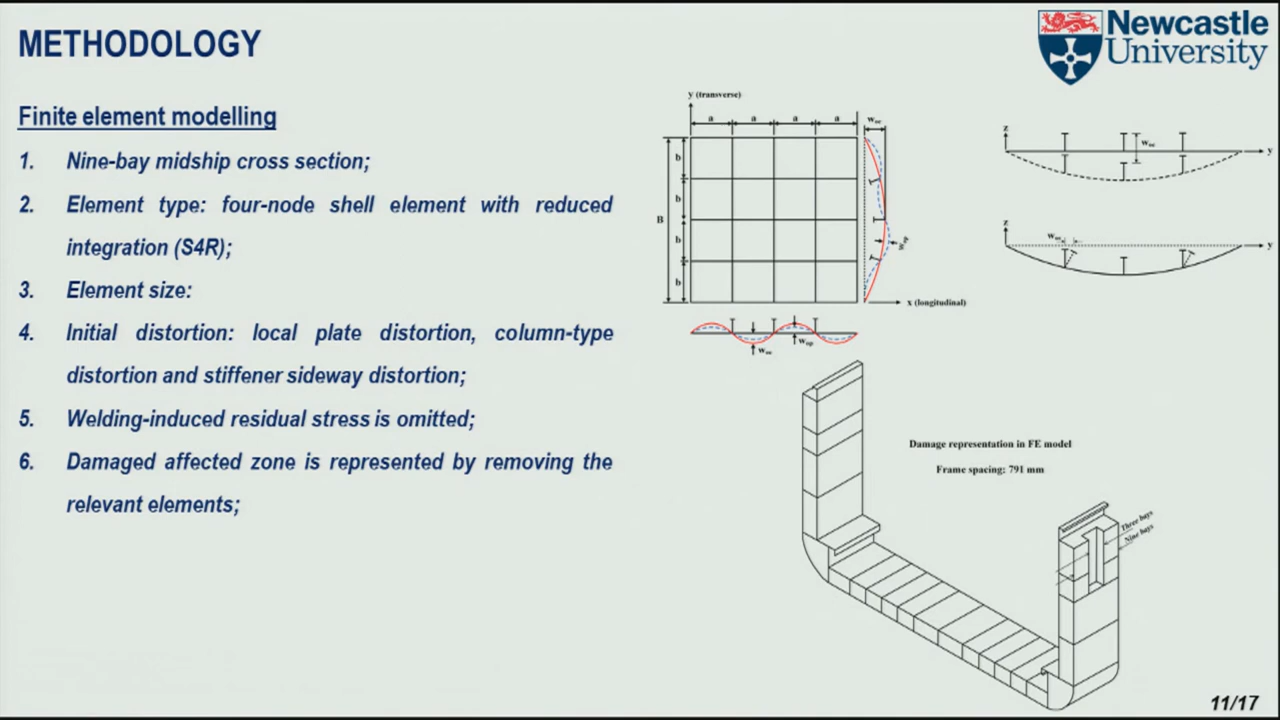 METHODOLOGY
Newcastle
University
Finite element modelling
1. Nine-bay midship cross section;
2. Element type: four-node shell element with reduced
integration (S4R);
3. Element size:
4. Initial distortion: local plate distortion, column-type
distortion and stiffener sideway distortion;
5. Welding-induced residual stress is omitted;
6. Damaged affected zone is represented by removing the
relevant elements;
y (transverse)
a a a a
b
b
B
b
b
x (longitudinal)
z
y
z
y
Damage representation in FE model
Frame spacing: 791 mm
Three bays
Nine bays
11/17